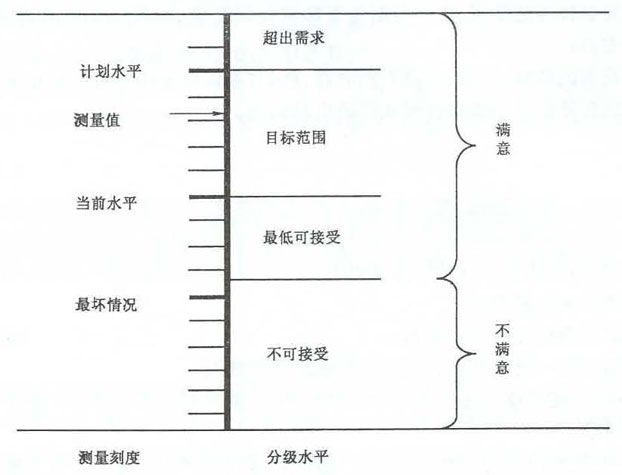 超出需求
计划水平
测量值
目标范围
满意
当前水平
最低可接受
最坏情况
不可接受
不满意
测量刻度
分级水平